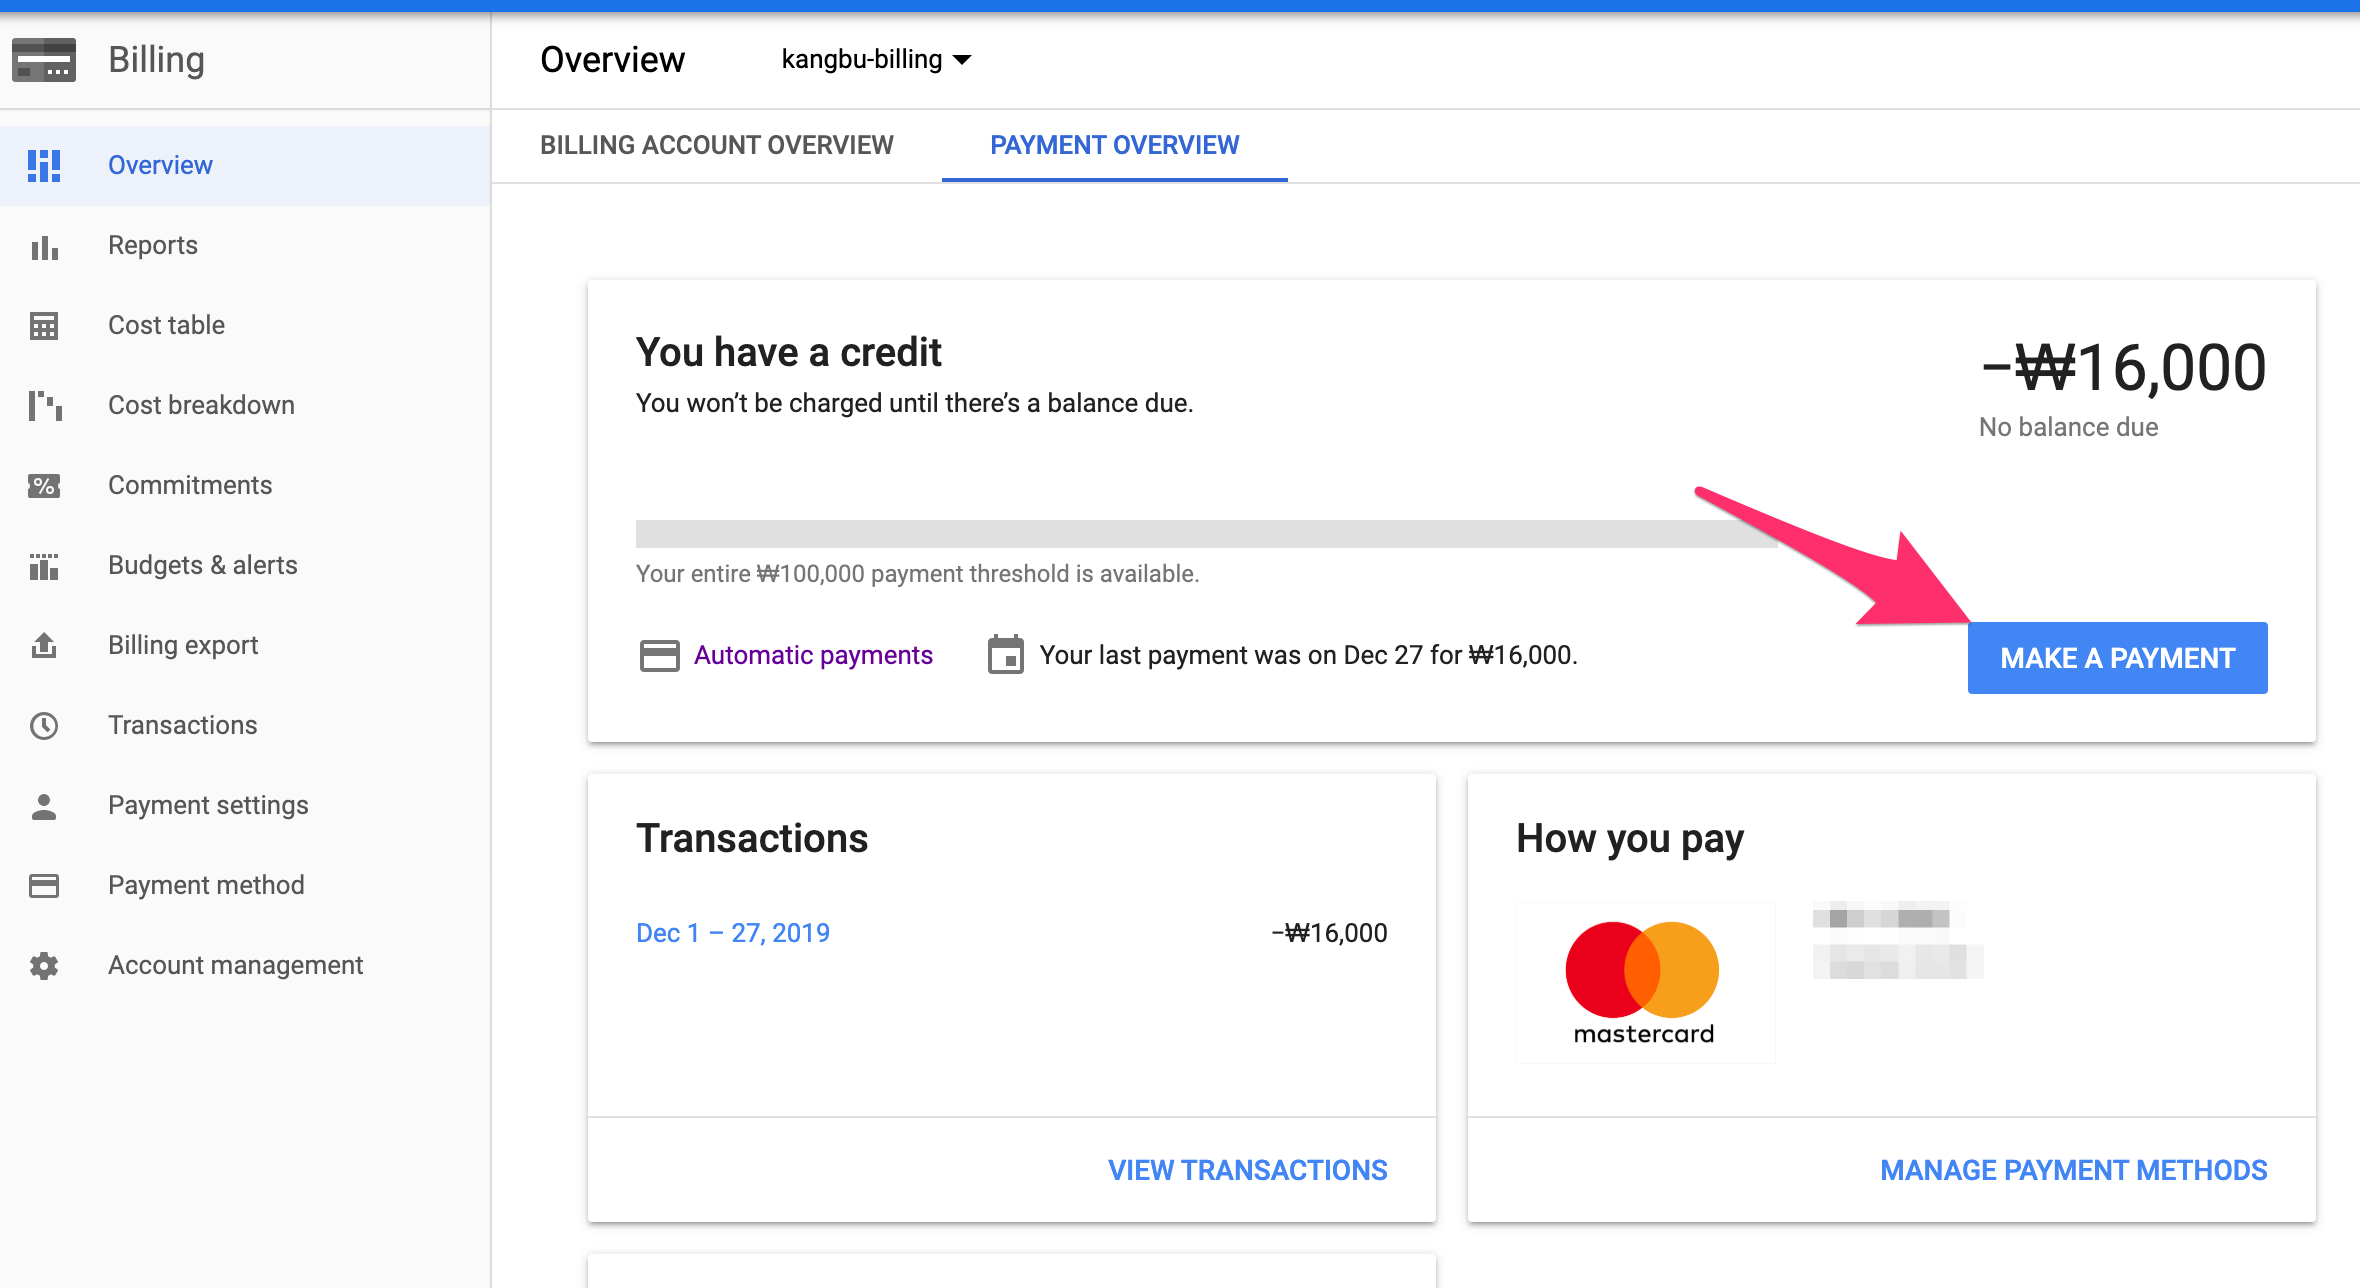 Billing
Overview
Reports
Cost table
Cost breakdown
Commitments
Budgets & alerts
Billing export
Transactions
Payment settings
Payment method
Account management
Overview
kangbu-billing
BILLING ACCOUNT OVERVIEW
PAYMENT OVERVIEW
You have a credit
You won’t be charged until there’s a balance due.
−₩16,000
No balance due
Your entire ₩100,000 payment threshold is available.
Automatic payments
Your last payment was on Dec 27 for ₩16,000.
MAKE A PAYMENT
Transactions
Dec 1 – 27, 2019
−₩16,000
VIEW TRANSACTIONS
How you pay
mastercard
MANAGE PAYMENT METHODS